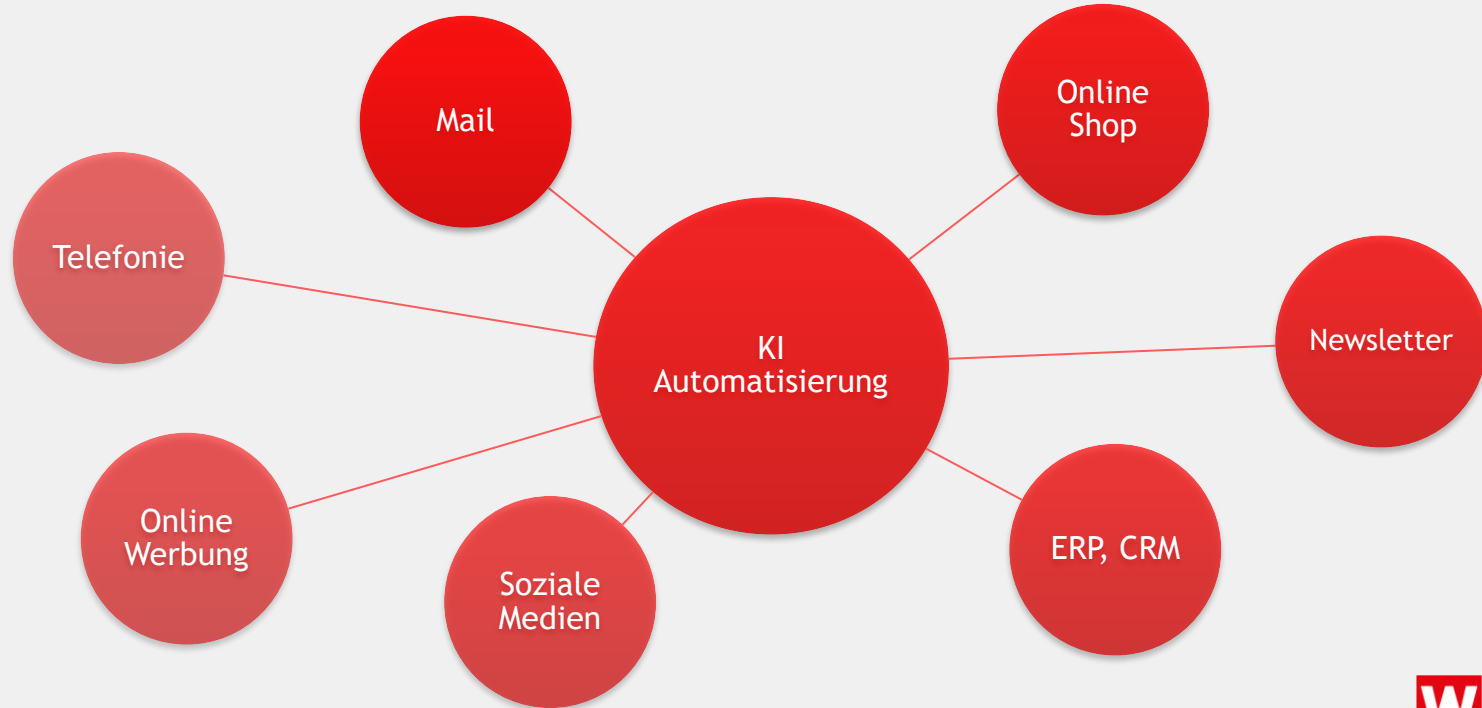 Mail
Online
Shop
Telefonie
KI
Automatisierung
Newsletter
Online
Werbung
Soziale
Medien
ERP, CRM
W